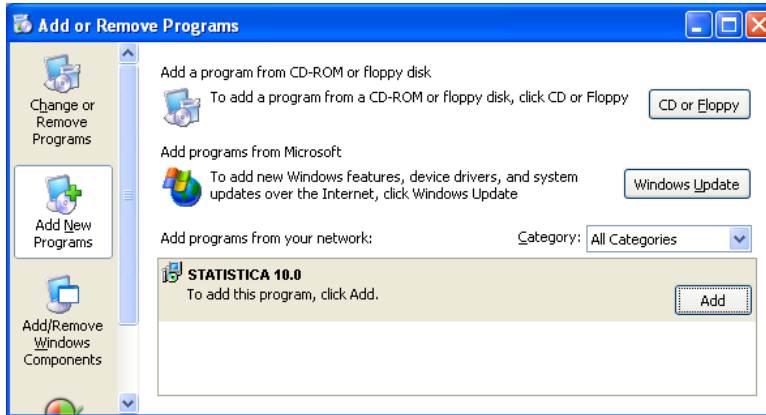 Add or Remove Programs
Change or
Remove
Programs
Add New
Programs
Add/Remove
Windows
Components
Add a program from CD-ROM or floppy disk
To add a program from a CD-ROM or floppy disk, click CD or Floppy
CD or Floppy
Add programs from Microsoft
To add new Windows features, device drivers, and system
updates over the Internet, click Windows Update
Windows Update
Add programs from your network:
Category:
All Categories
STATISTICA 10.0
To add this program, click Add.
Add